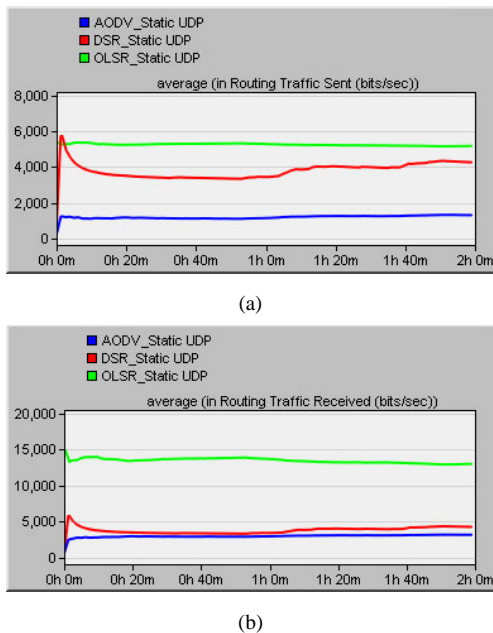 AODV_Static UDP
DSR_Static UDP
OLSR_Static UDP
average (in Routing Traffic Sent (bits/sec))
8,000
6,000
4,000
2,000
0
0h 0m 0h 20m 0h 40m 1h 0m 1h 20m 1h 40m 2h 0m
(a)
AODV_Static UDP
DSR_Static UDP
OLSR_Static UDP
average (in Routing Traffic Received (bits/sec))
20,000
15,000
10,000
5,000
0
0h 0m 0h 20m 0h 40m 1h 0m 1h 20m 1h 40m 2h 0m
(b)